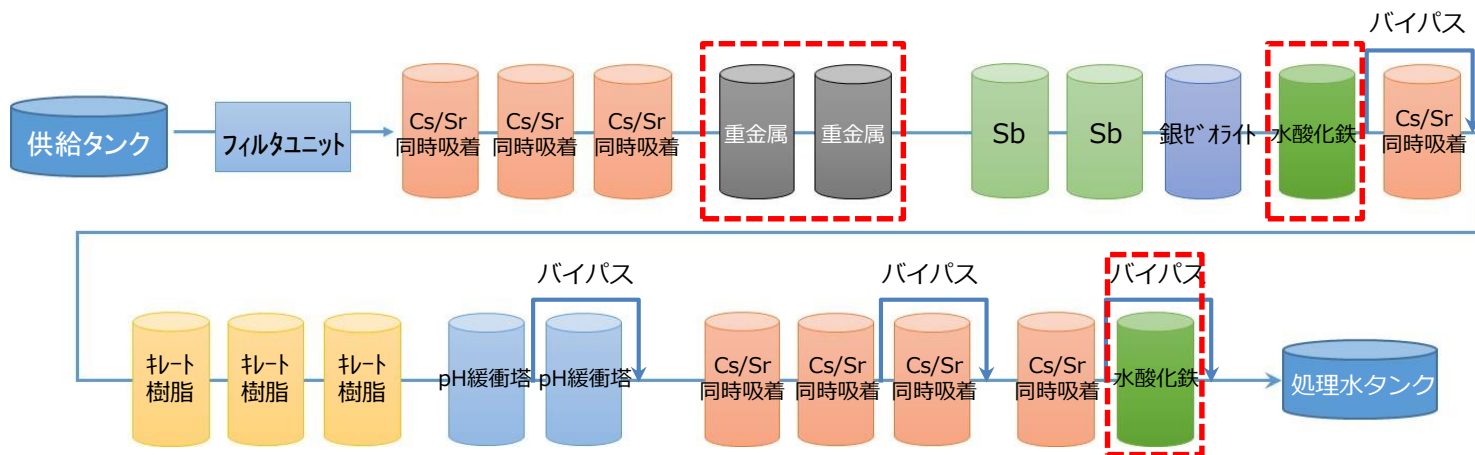 バイパス
供給タンク
フィルタユニット
Cs/Sr
同時吸着
Cs/Sr
同時吸着
Cs/Sr
同時吸着
重金属
重金属
Sb
Sb
銀ゼオライト
水酸化鉄
Cs/Sr
同時吸着
バイパス
バイパス
バイパス
キレート
樹脂
キレート
樹脂
キレート
樹脂
pH緩衝塔
pH緩衝塔
Cs/Sr
同時吸着
Cs/Sr
同時吸着
Cs/Sr
同時吸着
Cs/Sr
同時吸着
水酸化鉄
処理水タンク